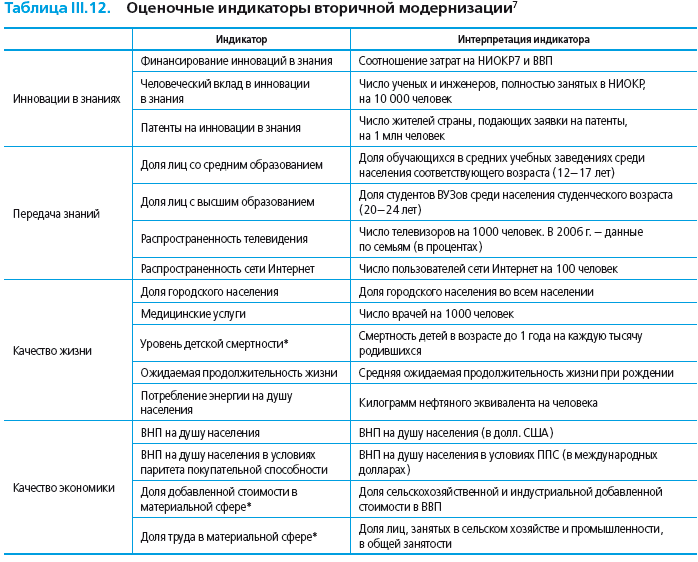 Таблица III.12. Оценочные индикаторы вторичной модернизации7
Индикатор Интерпретация индикатора
Инновации в знаниях
Финансирование инноваций в знания Соотношение затрат на НИОКР7 и ВВП
Человеческий вклад в инновации
в знания
Число ученых и инженеров, полностью занятых в НИОКР,
на 10 000 человек
Патенты на инновации в знания
Число жителей страны, подающих заявки на патенты,
на 1 млн человек
Передача знаний
Доля лиц со средним образованием
Доля обучающихся в средних учебных заведениях среди
населения соответствующего возраста (12—17 лет)
Доля лиц с высшим образованием
Доля студентов ВУЗов среди населения студенческого возраста
(20—24 лет)
Распространенность телевидения
Число телевизоров на 1000 человек. В 2006 г. — данные
по семьям (в процентах)
Распространенность сети Интернет Число пользователей сети Интернет на 100 человек
Качество жизни
Доля городского населения Доля городского населения во всем населении
Медицинские услуги Число врачей на 1000 человек
Уровень детской смертности*
Смертность детей в возрасте до 1 года на каждую тысячу
родившихся
Ожидаемая продолжительность жизни Средняя ожидаемая продолжительность жизни при рождении
Потребление энергии на душу
населения
Килограмм нефтяного эквивалента на человека
Качество экономики
ВНП на душу населения ВНП на душу населения (в долл. США)
ВНП на душу населения в условиях
паритета покупательной способности
ВНП на душу населения в условиях ППС (в международных
долларах)
Доля добавленной стоимости в
материальной сфере*
Доля сельскохозяйственной и индустриальной добавленной
стоимости в ВВП
Доля труда в материальной сфере*
Доля лиц, занятых в сельском хозяйстве и промышленности,
в общей занятости